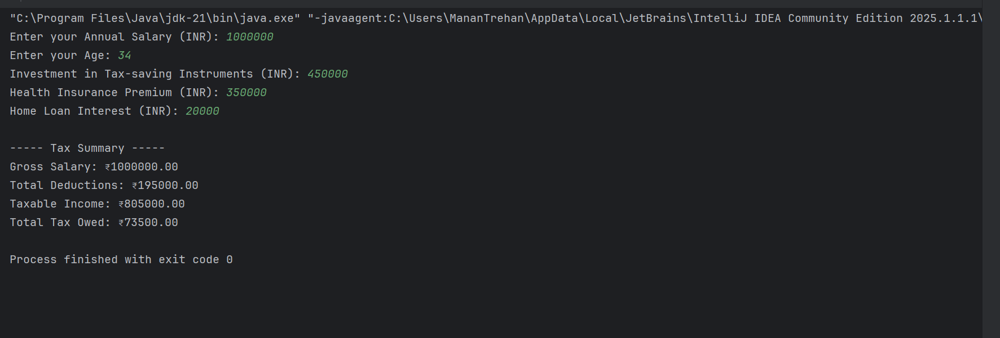 "C:\Program Files\Java\jdk-21\bin\java.exe" "-javaagent:C:\Users\MananTrehan\AppData\Local\JetBrains\IntelliJ IDEA Community Edition 2025.1.1.1\
Enter your Annual Salary (INR): 1000000
Enter your Age: 34
Investment in Tax-saving Instruments (INR): 450000
Health Insurance Premium (INR): 350000
Home Loan Interest (INR): 20000
----- Tax Summary -----
Gross Salary: ₹1000000.00
Total Deductions: ₹195000.00
Taxable Income: ₹805000.00
Total Tax Owed: ₹73500.00
Process finished with exit code 0